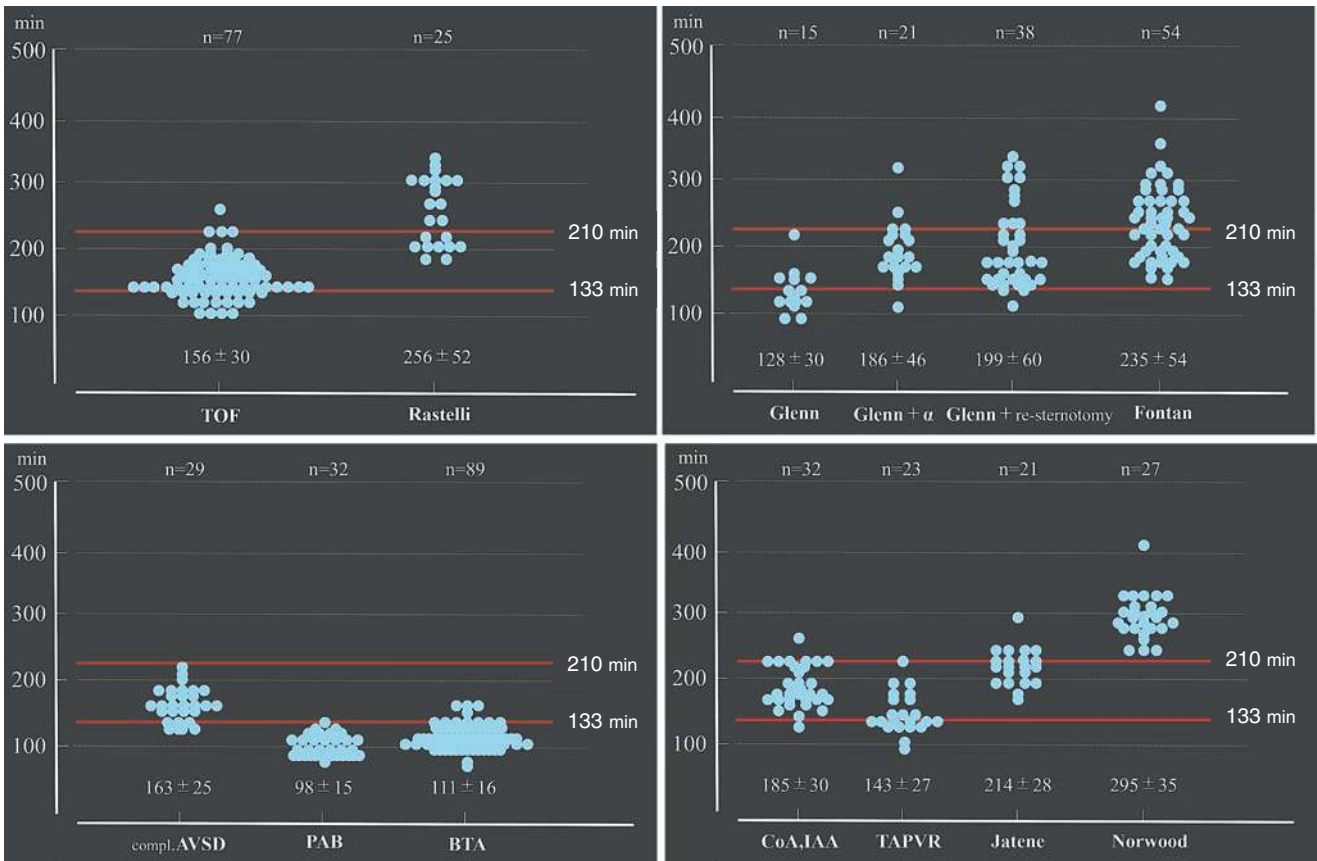 min
n=77 n=25
500
400
300
210 min
200
133 min
100
156 ± 30 256 ± 52
TOF Rastelli
min
n=15 n=21 n=38 n=54
500
400
300
210 min
200
133 min
100
128 ± 30 186 ± 46 199 ± 60 235 ± 54
Glenn Glenn + α Glenn + re-sternotomy Fontan
min
n=29 n=32 n=89
500
400
300
210 min
200
133 min
100
163 ± 25 98 ± 15 111 ± 16
compl.AVSD PAB BTA
min
n=32 n=23 n=21 n=27
500
400
300
210 min
200
133 min
100
185 ± 30 143 ± 27 214 ± 28 295 ± 35
CoA,IAA TAPVR Jatene Norwood